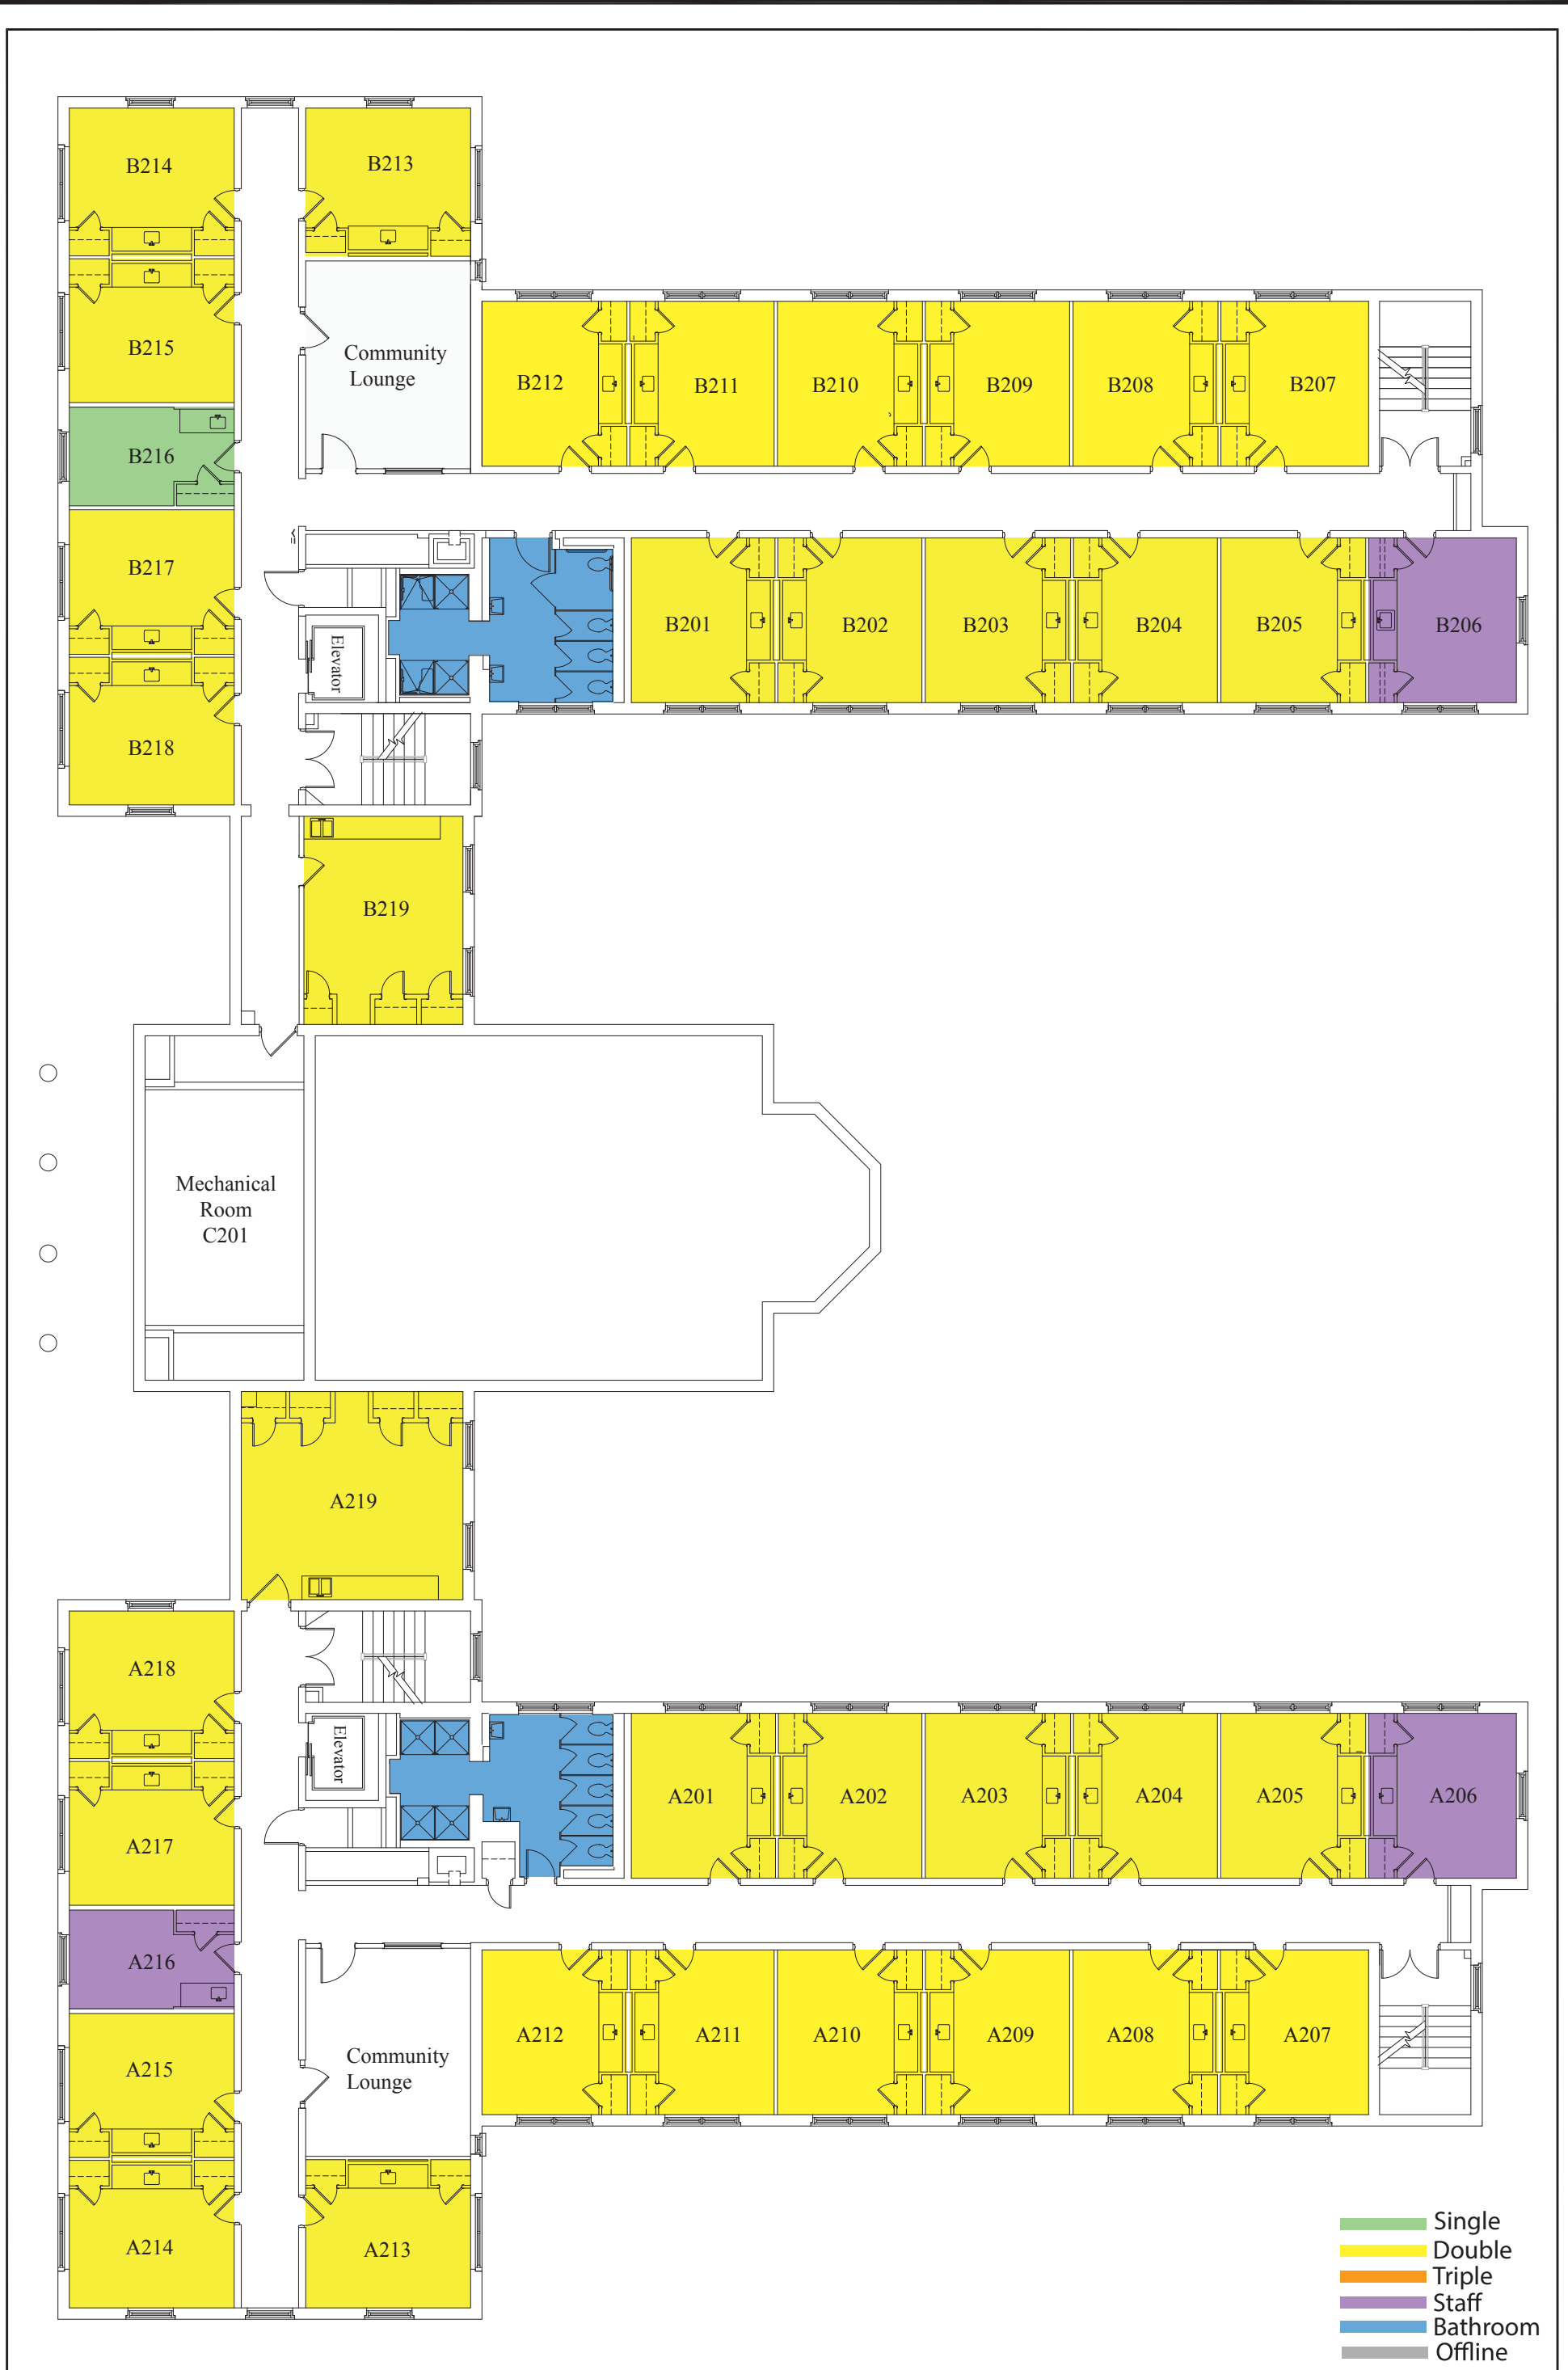 B214
B213
B215
Community
Lounge
B212
B211
B210
B209
B208
B207
B216
B217
B201
B202
B203
B204
B205
B206
Elevator
B218
B219
Mechanical
Room
C201
A219
A218
Elevator
A201
A202
A203
A204
A205
A206
A217
A216
A212
A211
A210
A209
A208
A207
Community
Lounge
A215
A214
A213
Single
Double
Triple
Staff
Bathroom
Offline